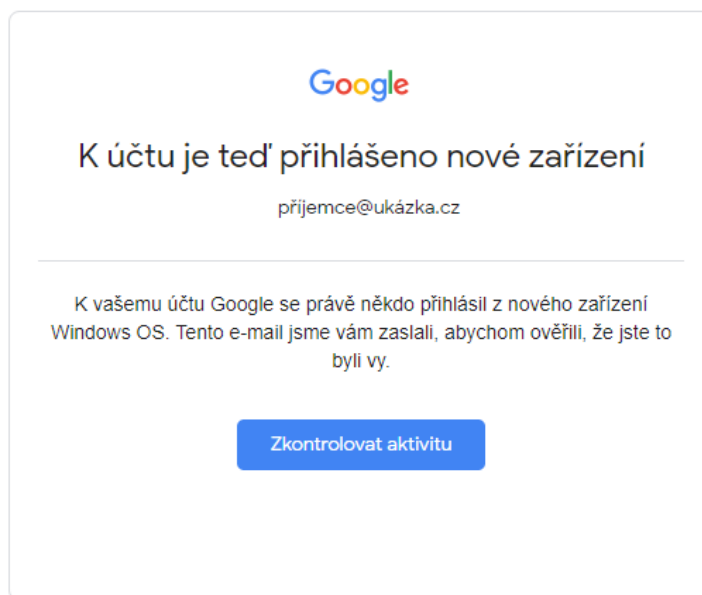 Google
K účtu je teď přihlášeno nové zařízení
příjemce@ukázka.cz
K vašemu účtu Google se právě někdo přihlásil z nového zařízení
Windows OS. Tento e-mail jsme vám zaslali, abychom ověřili, že jste to
byli vy.
Zkontrolovat aktivitu